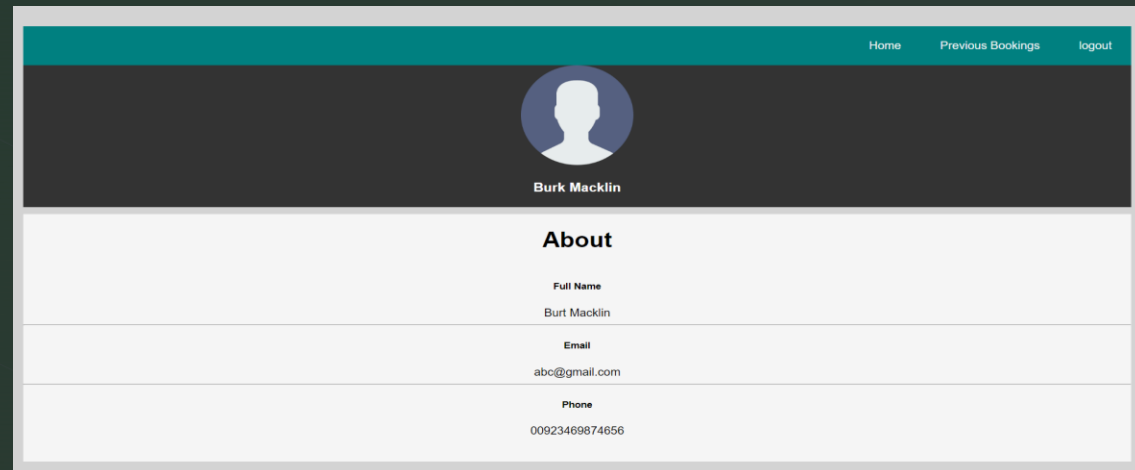 Home Previous Bookings logout
Burk Macklin
About
Full Name
Burt Macklin
Email
abc@gmail.com
Phone
00923469874656